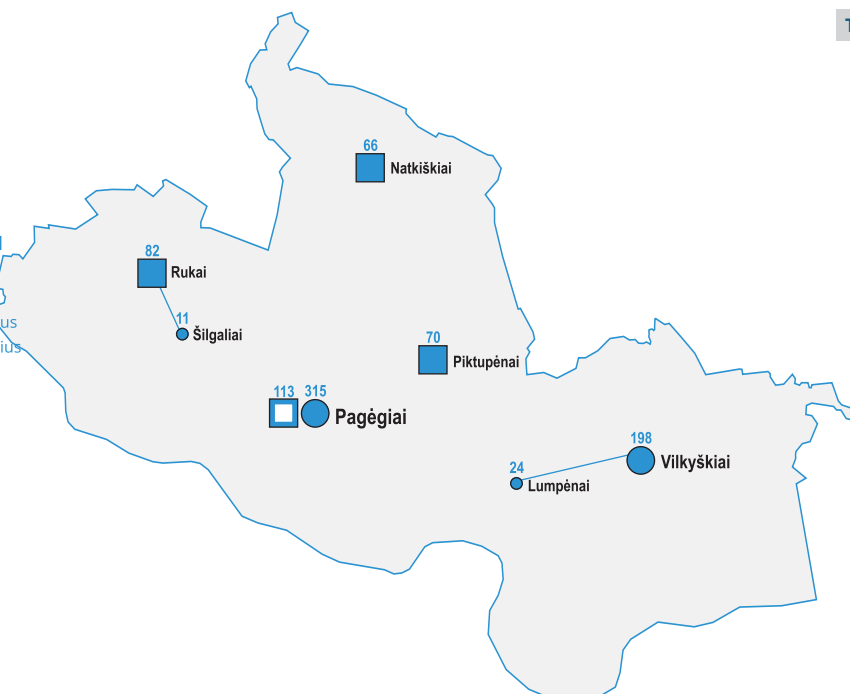 66
Natkiškiai
82
Rukai
11
Šilgaliai
70
Piktupėnai
113 315
Pagėgiai
198
Vilkyškiai
24
Lumpėnai